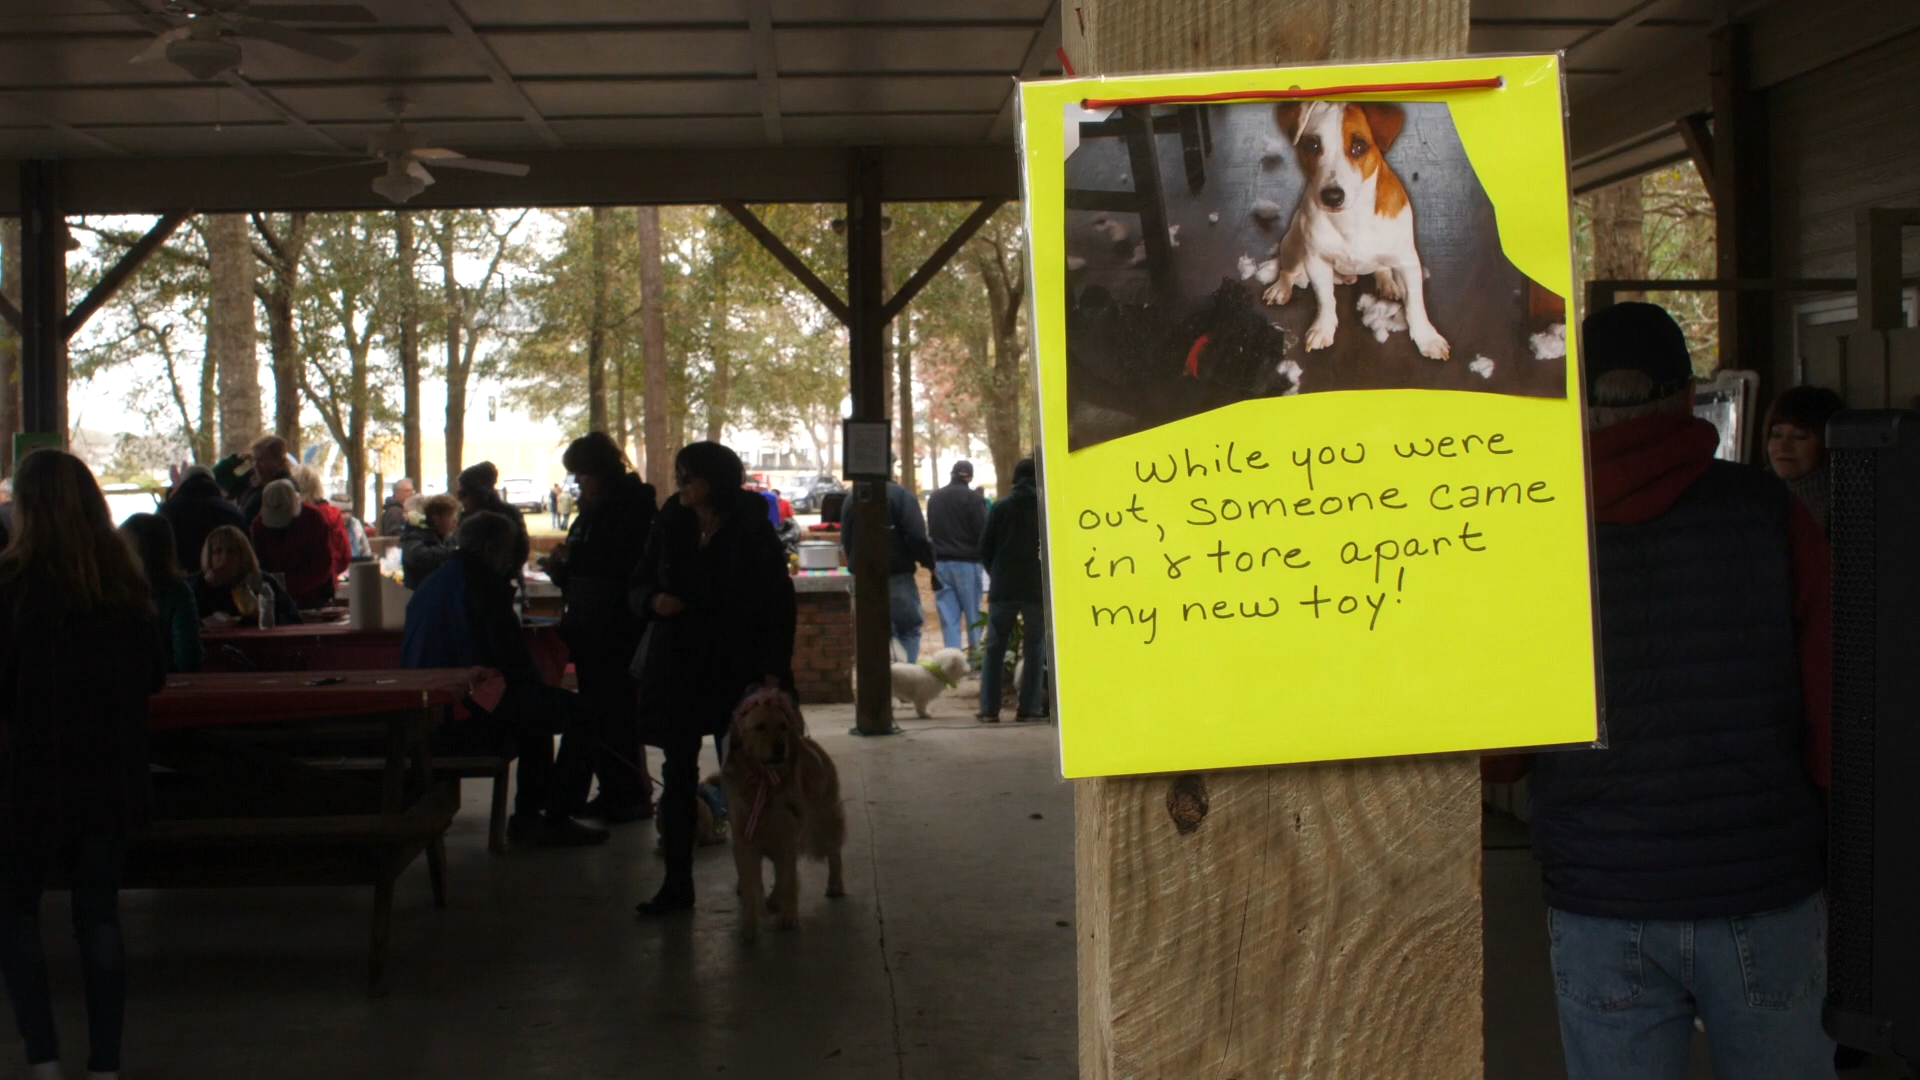 While you were
out, someone came
in & tore apart
my new toy!